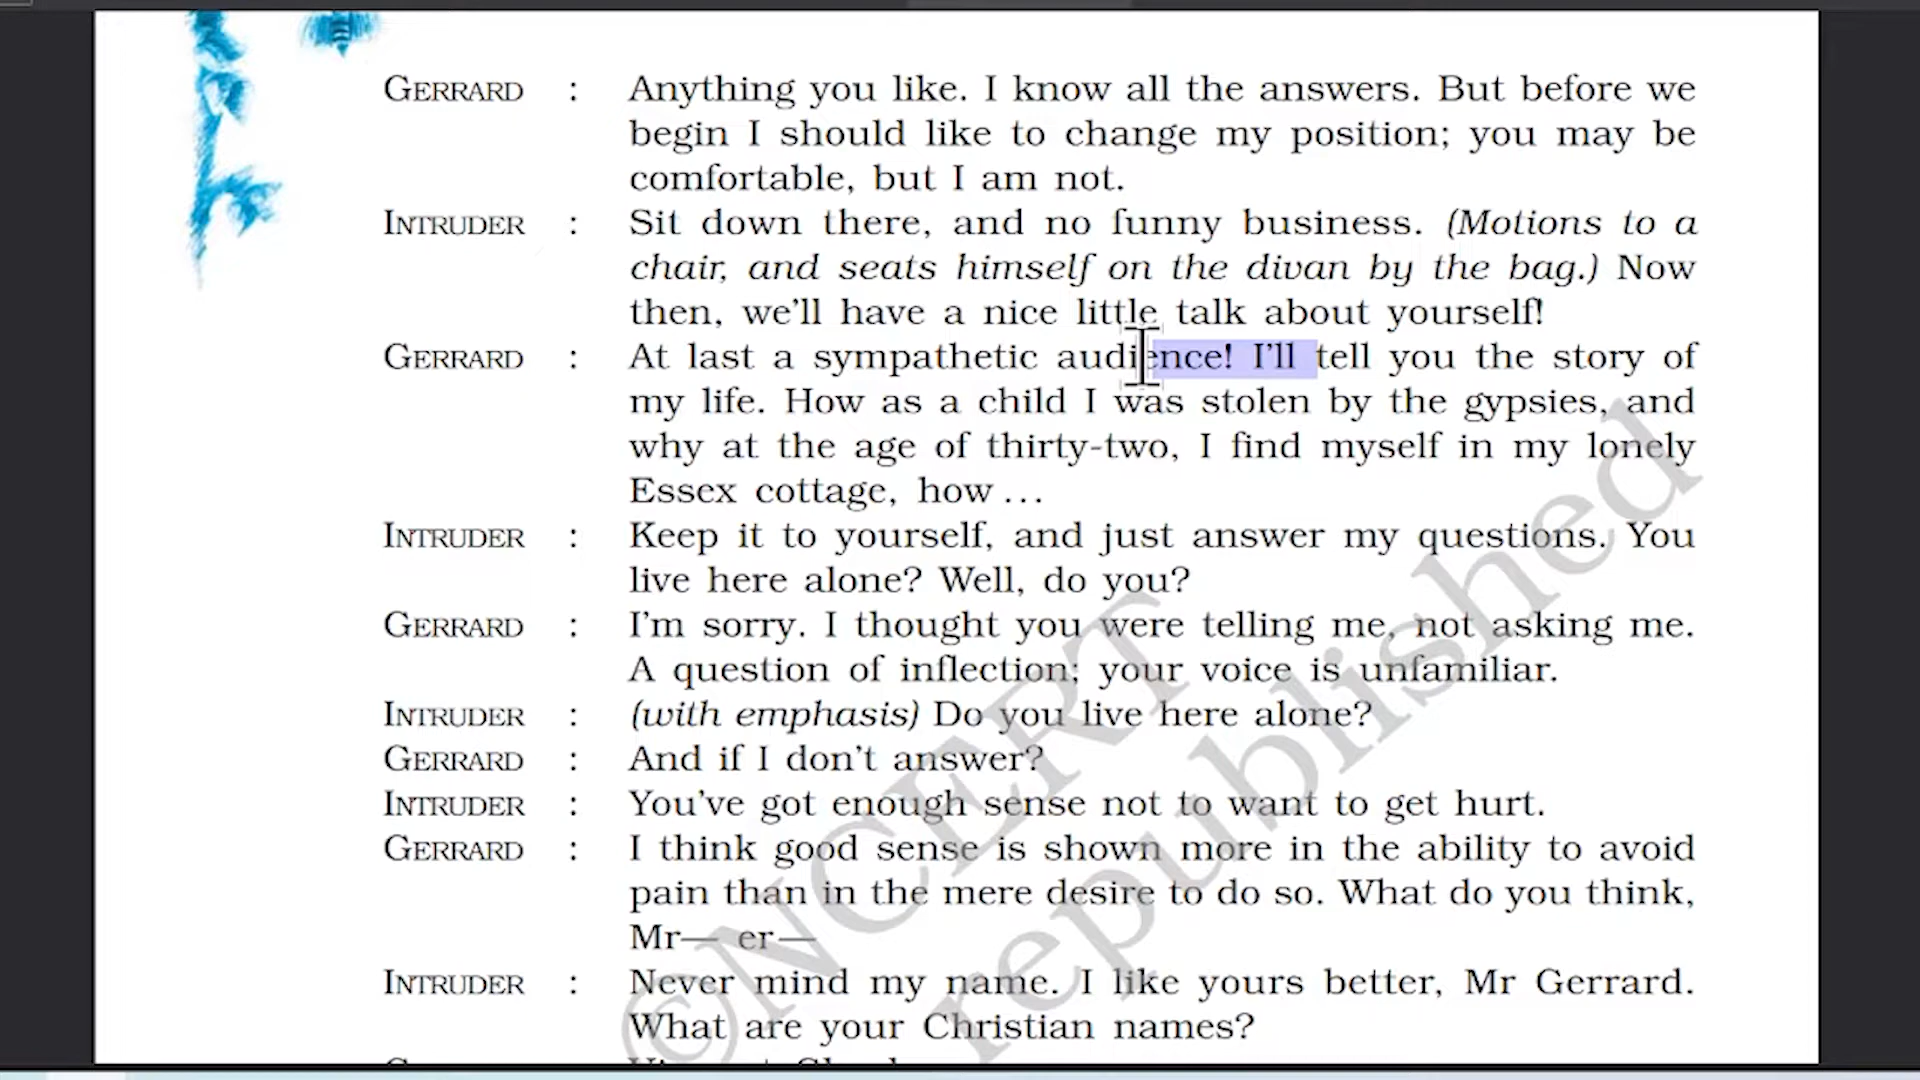 GERRARD : Anything you like. I know all the answers. But before we
begin I should like to change my position; you may be
comfortable, but I am not.
INTRUDER : Sit down there, and no funny business. (Motions to a
chair, and seats himself on the divan by the bag.) Now
then, we'll have a nice little talk about yourself!
GERRARD : At last a sympathetic audience! I'll tell you the story of
my life. How as a child I was stolen by the gypsies, and
why at the age of thirty-two, I find myself in my lonely
Essex cottage, how ...
INTRUDER : Keep it to yourself, and just answer my questions. You
live here alone? Well, do you?
GERRARD : I'm sorry. I thought you were telling me, not asking me.
A question of inflection; your voice is unfamiliar.
INTRUDER : (with emphasis) Do you live here alone?
GERRARD : And if I don't answer?
INTRUDER : You've got enough sense not to want to get hurt.
GERRARD : I think good sense is shown more in the ability to avoid
pain than in the mere desire to do so. What do you think,
Mr— er—
INTRUDER : Never mind my name. I like yours better, Mr Gerrard.
What are your Christian names?
©NCERT
republished